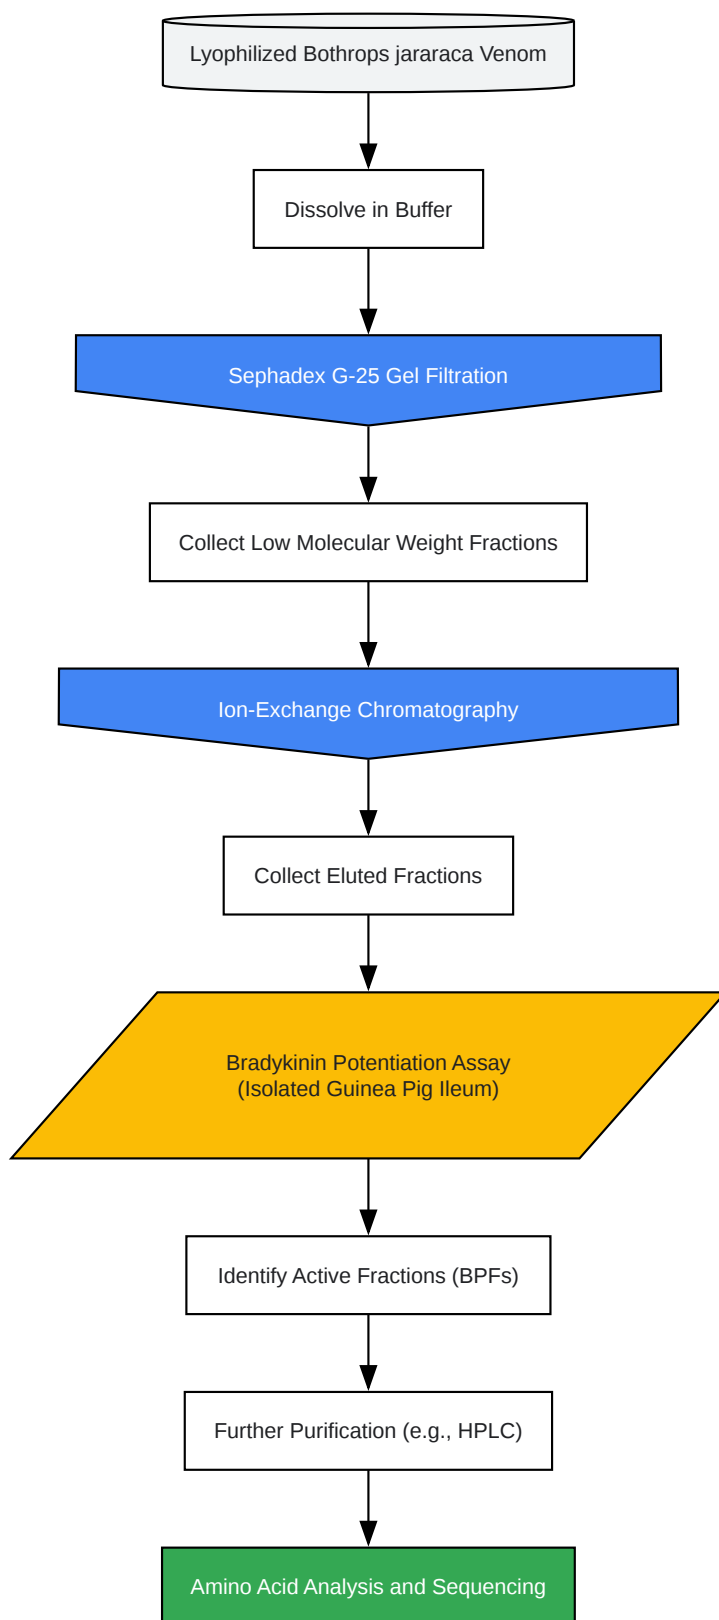 Lyophilized Bothrops jararaca Venom
Dissolve in Buffer
Sephadex G-25 Gel Filtration
Collect Low Molecular Weight Fractions
Ion-Exchange Chromatography
Collect Eluted Fractions
Bradykinin Potentiation Assay
(Isolated Guinea Pig Ileum)
Identify Active Fractions (BPFs)
Further Purification (e.g., HPLC)
Amino Acid Analysis and Sequencing